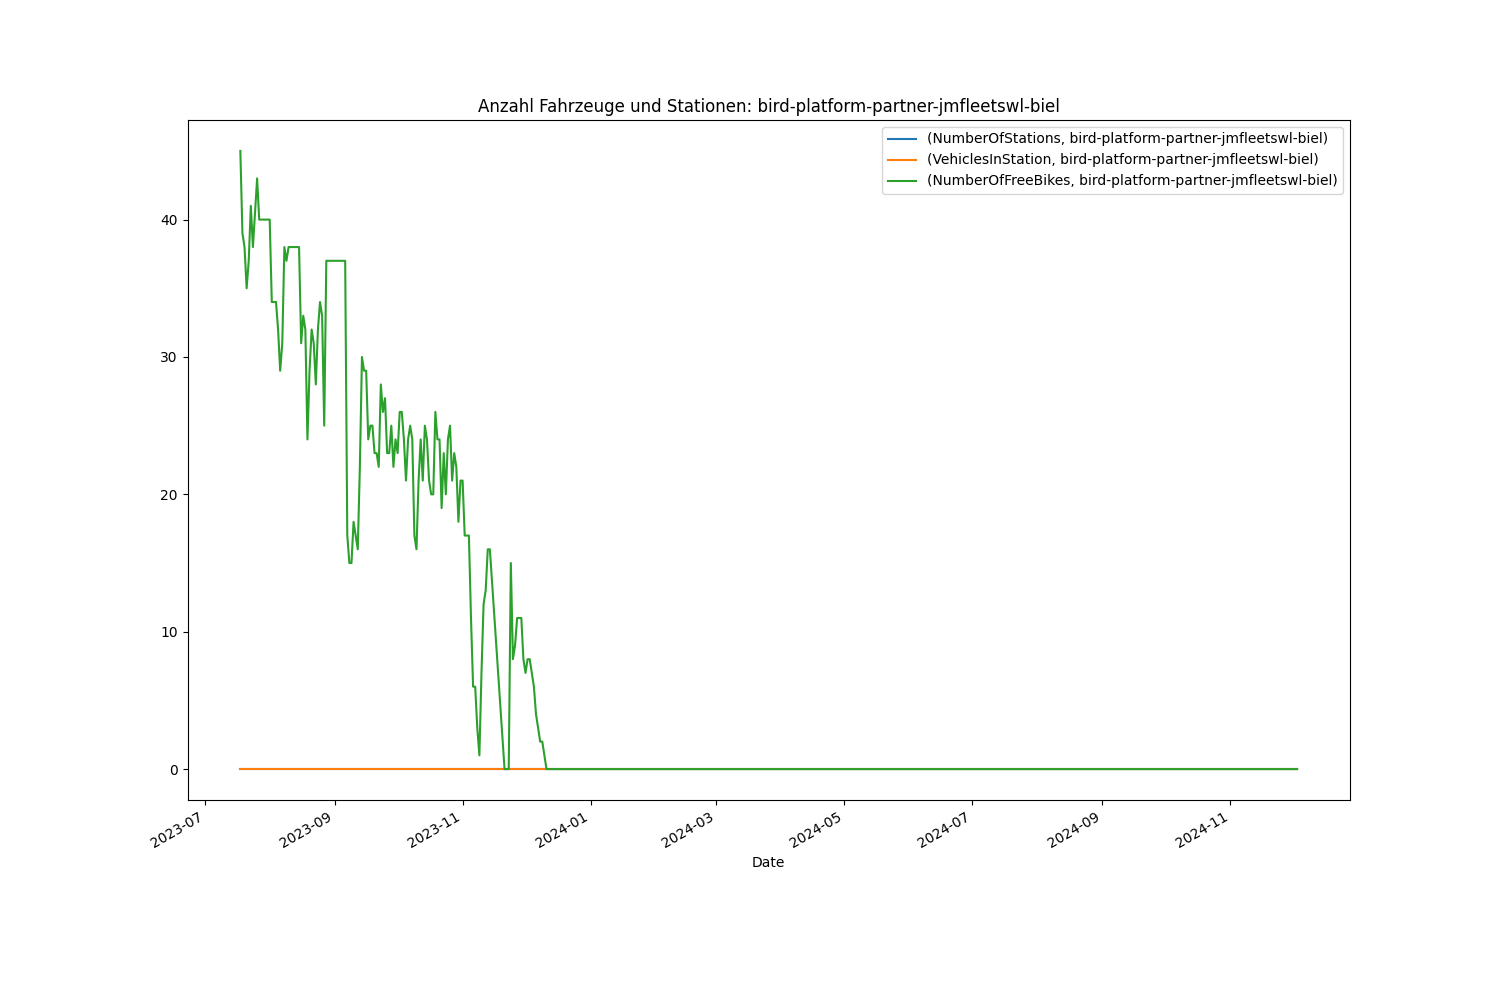 Anzahl Fahrzeuge und Stationen: bird-platform-partner-jmfleetswl-biel
(NumberOfStations, bird-platform-partner-jmfleetswl-biel)
(VehiclesInStation, bird-platform-partner-jmfleetswl-biel)
(NumberOfFreeBikes, bird-platform-partner-jmfleetswl-biel)
40
30
20
10
0
2023-07
2023-09
2023-11
2024-01
2024-03
2024-05
2024-07
2024-09
2024-11
Date